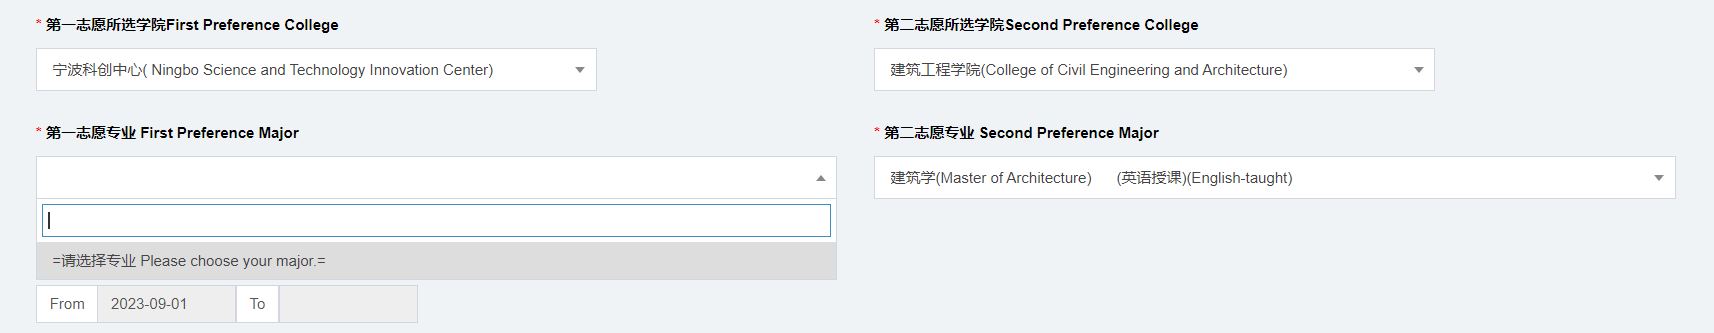 * 第一志愿所选学院First Preference College
* 第二志愿所选学院Second Preference College
宁波科创中心( Ningbo Science and Technology Innovation Center)
建筑工程学院(College of Civil Engineering and Architecture)
* 第一志愿专业 First Preference Major
* 第二志愿专业 Second Preference Major
建筑学(Master of Architecture) (英语授课)(English-taught)
=请选择专业 Please choose your major.=
From 2023-09-01 To